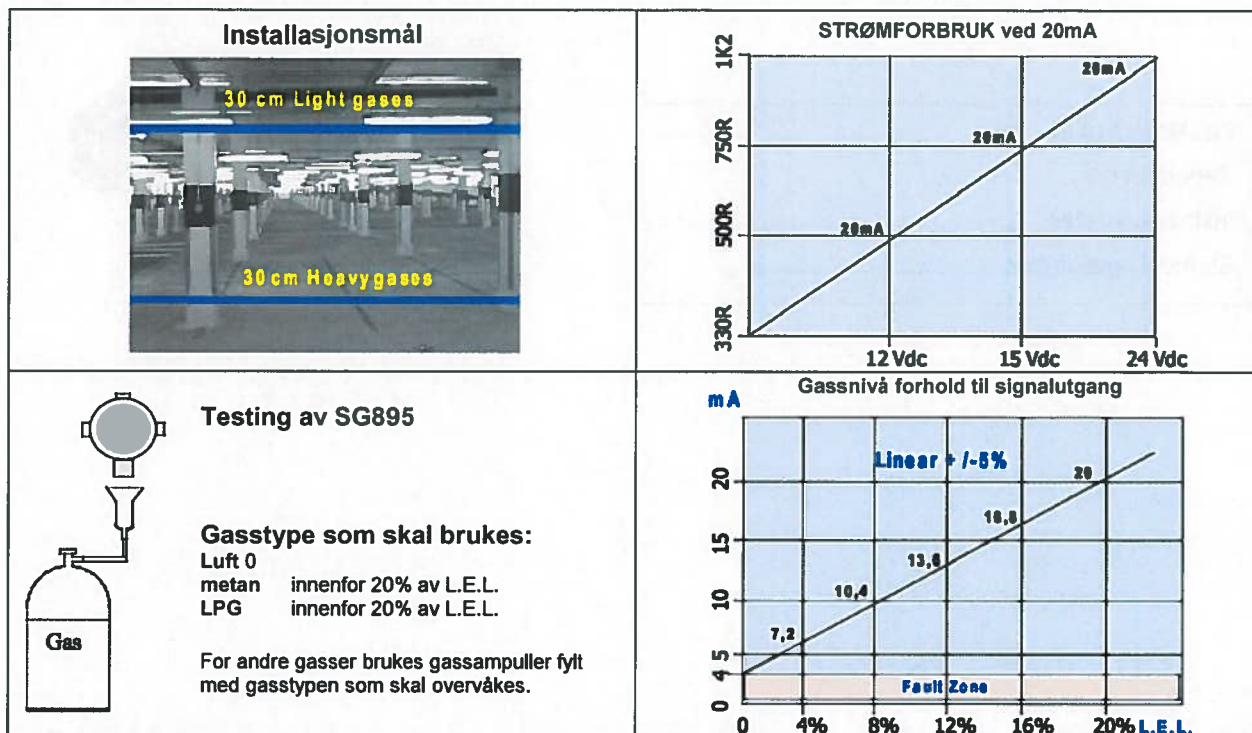 Installasjonsmål
30 cm Light gases
30 cm Heavy gases
STRØMFORBRUK ved 20mA
1K2
750R
500R
330R
20mA
20mA
20mA
12 Vdc
15 Vdc
24 Vdc
Testing av SG895
Gasstype som skal brukes:
Luft 0
metan innenfor 20% av L.E.L.
LPG innenfor 20% av L.E.L.
For andre gasser brukes gassampuller fylt
med gasstypen som skal overvåkes.
Gas
Gassnivå forhold til signalutgang
mA
Linear + /-5%
20
15
10
5
4
0
20
16,8
13,6
10,4
7,2
Fault Zone
0 4% 8% 12% 16% 20% L.E.L.